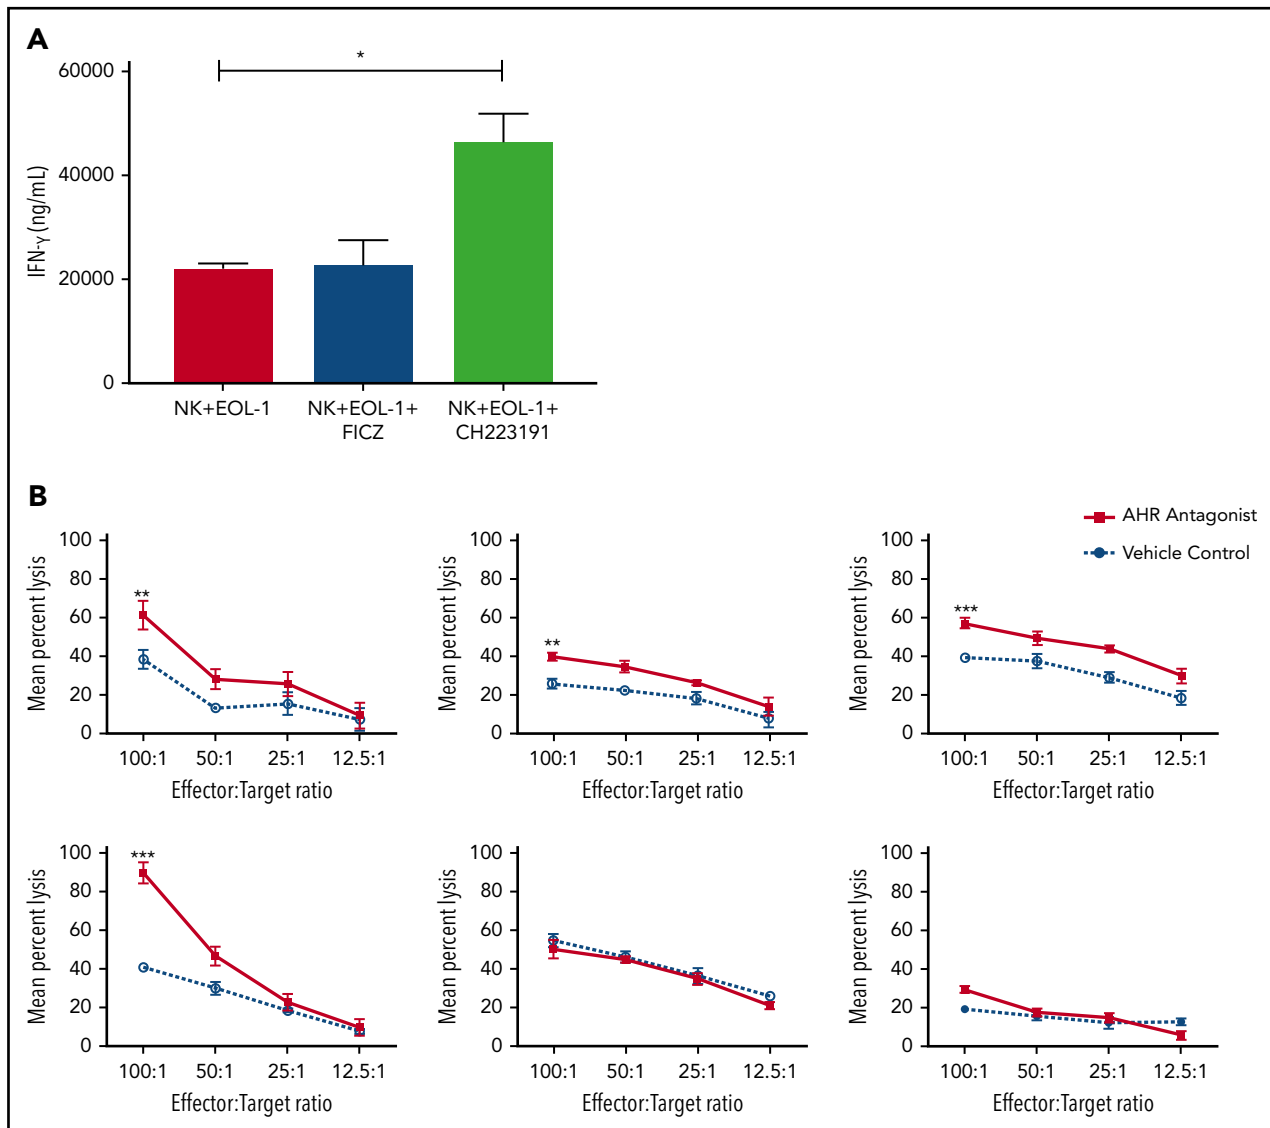 A
*
60000
40000
20000
0
IFN-γ (ng/mL)
NK+EOL-1
NK+EOL-1+
FICZ
NK+EOL-1+
CH223191
B
AHR Antagonist
Vehicle Control
100
80
60
40
20
0
Mean percent lysis
**
100:1 50:1 25:1 12.5:1
Effector:Target ratio
100
80
60
40
20
0
Mean percent lysis
**
100:1 50:1 25:1 12.5:1
Effector:Target ratio
100
80
60
40
20
0
Mean percent lysis
***
100:1 50:1 25:1 12.5:1
Effector:Target ratio
100
80
60
40
20
0
Mean percent lysis
***
100:1 50:1 25:1 12.5:1
Effector:Target ratio
100
80
60
40
20
0
Mean percent lysis
100:1 50:1 25:1 12.5:1
Effector:Target ratio
100
80
60
40
20
0
Mean percent lysis
100:1 50:1 25:1 12.5:1
Effector:Target ratio